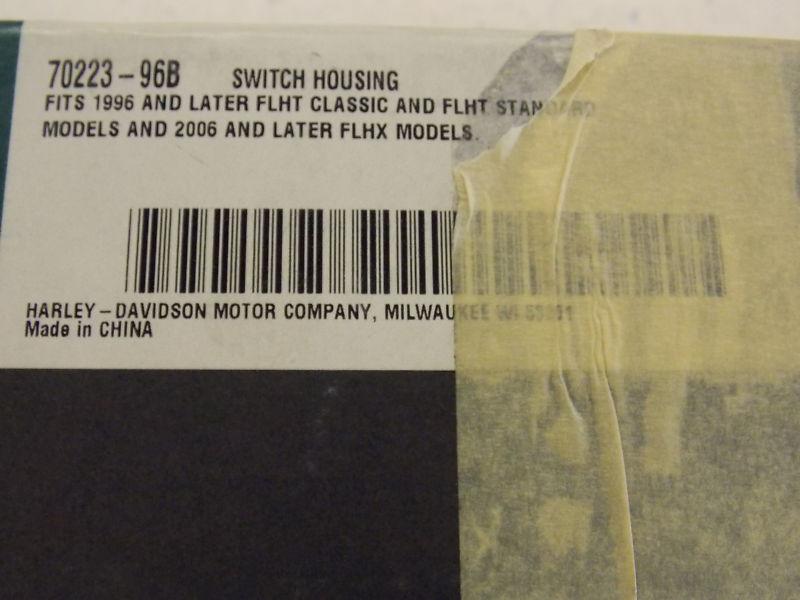 70223-96B SWITCH HOUSING
FITS 1996 AND LATER FLHT CLASSIC AND FLHT STANDARD
MODELS AND 2006 AND LATER FLHX MODELS.
HARLEY-DAVIDSON MOTOR COMPANY, MILWAUKEE WI 53201
Made in CHINA